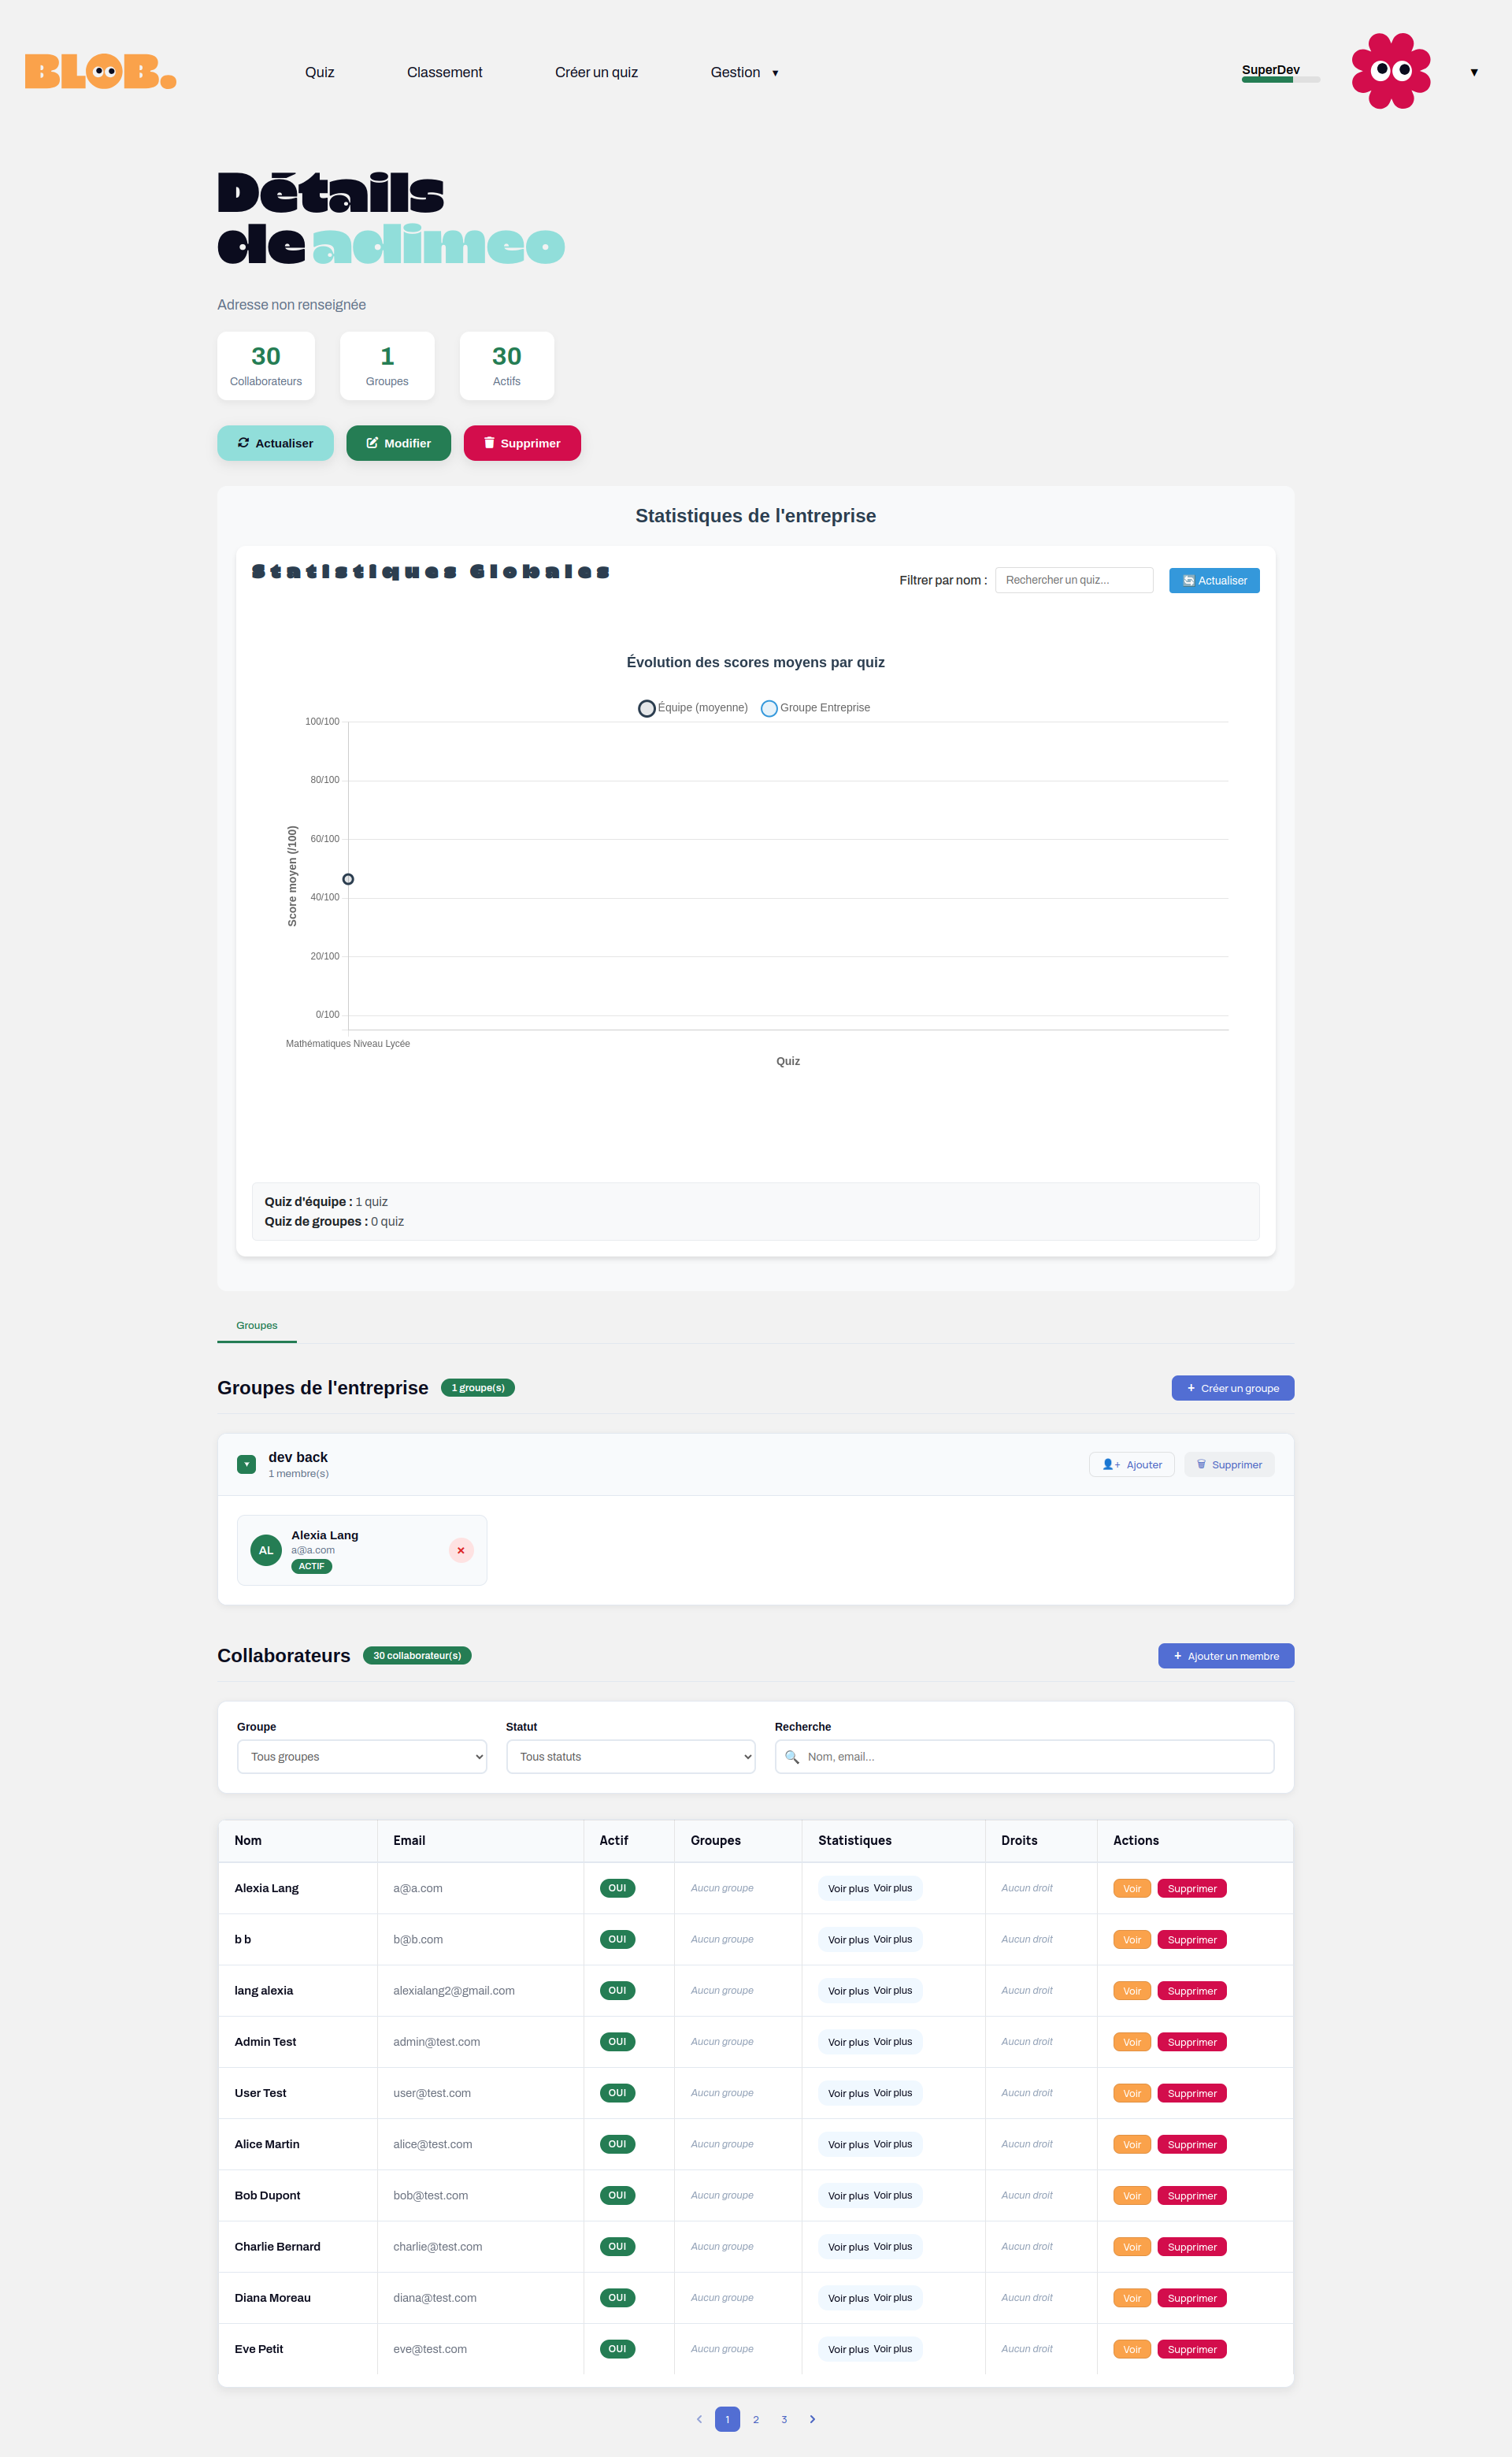 BLOB.
Quiz
Classement
Créer un quiz
Gestion ▼
SuperDev
▼
Détails
de adimeo
Adresse non renseignée
30
Collaborateurs
1
Groupes
30
Actifs
Actualiser
Modifier
Supprimer
Statistiques de l'entreprise
Statistiques Globales
Filtrer par nom :
Rechercher un quiz...
🔄 Actualiser
Évolution des scores moyens par quiz
Équipe (moyenne)
Groupe Entreprise
100/100
80/100
60/100
40/100
20/100
0/100
Score moyen (/100)
Mathématiques Niveau Lycée
Quiz
Quiz d'équipe : 1 quiz
Quiz de groupes : 0 quiz
Groupes
Groupes de l'entreprise
1 groupe(s)
+ Créer un groupe
dev back
1 membre(s)
Ajouter
Supprimer
AL
Alexia Lang
a@a.com
ACTIF
×
Collaborateurs
30 collaborateur(s)
+ Ajouter un membre
Groupe
Statut
Recherche
Tous groupes
Tous statuts
Nom, email...
Nom Email Actif Groupes Statistiques Droits Actions
Alexia Lang a@a.com OUI Aucun groupe Voir plus Voir plus Aucun droit Voir Supprimer
b b b@b.com OUI Aucun groupe Voir plus Voir plus Aucun droit Voir Supprimer
lang alexia alexialang2@gmail.com OUI Aucun groupe Voir plus Voir plus Aucun droit Voir Supprimer
Admin Test admin@test.com OUI Aucun groupe Voir plus Voir plus Aucun droit Voir Supprimer
User Test user@test.com OUI Aucun groupe Voir plus Voir plus Aucun droit Voir Supprimer
Alice Martin alice@test.com OUI Aucun groupe Voir plus Voir plus Aucun droit Voir Supprimer
Bob Dupont bob@test.com OUI Aucun groupe Voir plus Voir plus Aucun droit Voir Supprimer
Charlie Bernard charlie@test.com OUI Aucun groupe Voir plus Voir plus Aucun droit Voir Supprimer
Diana Moreau diana@test.com OUI Aucun groupe Voir plus Voir plus Aucun droit Voir Supprimer
Eve Petit eve@test.com OUI Aucun groupe Voir plus Voir plus Aucun droit Voir Supprimer
‹ 1 2 3 ›